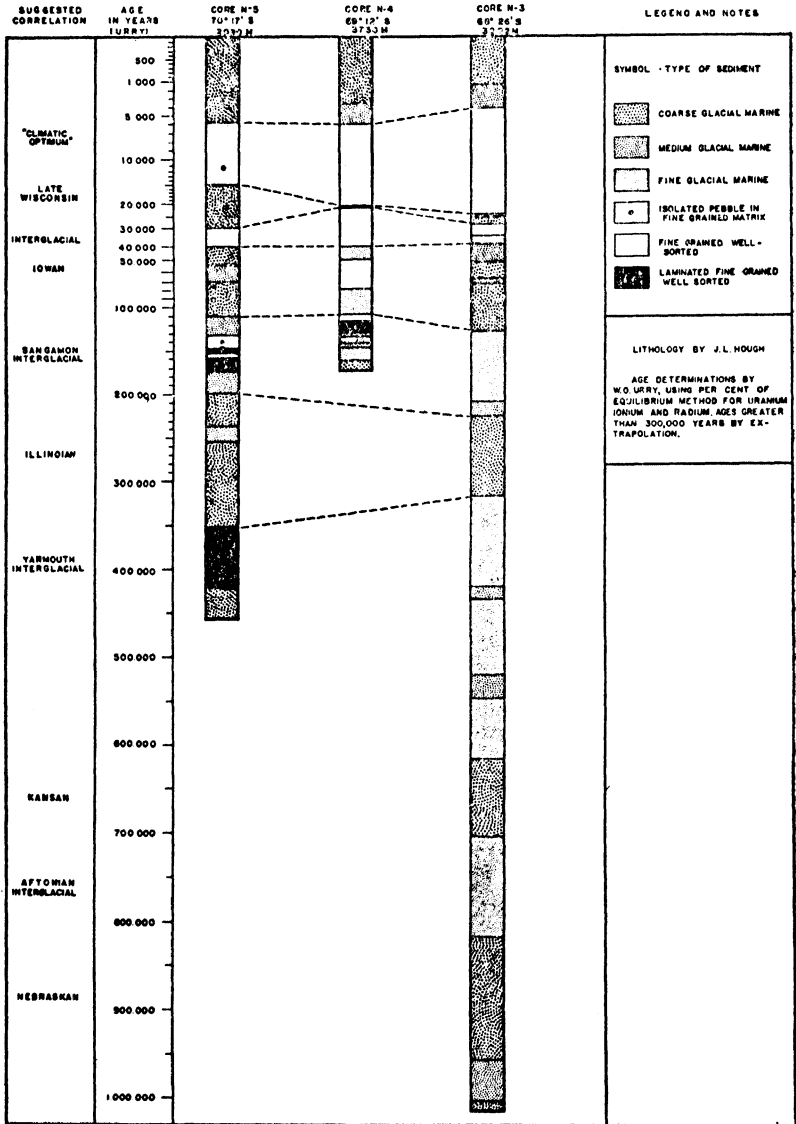 SUGGESTED
CORRELATION
AGE
IN YEARS
(URRY)
CORE N-5
70° 17' S
CORE N-4
69° 12' S
3730 M
CORE N-3
68° 26' S
LEGEND AND NOTES
500
1 000
5 000
10 000
20 000
30 000
40 000
50 000
100 000
200 000
300 000
400 000
500 000
600 000
700 000
800 000
900 000
1 000 000
"CLIMATIC
OPTIMUM"
LATE
WISCONSIN
INTERGLACIAL
IOWAN
SANGAMON
INTERGLACIAL
ILLINOIAN
YARMOUTH
INTERGLACIAL
KANSAN
AFTONIAN
INTERGLACIAL
NEBRASKAN
SYMBOL - TYPE OF SEDIMENT
COARSE GLACIAL MARINE
MEDIUM GLACIAL MARINE
FINE GLACIAL MARINE
ISOLATED PEBBLE IN
FINE GRAINED MATRIX
FINE GRAINED WELL-
SORTED
LAMINATED FINE GRAINED
WELL SORTED
LITHOLOGY BY J.L. HOUGH
AGE DETERMINATIONS BY
W.D. URRY, USING PER CENT OF
EQUILIBRIUM METHOD FOR URANIUM
IONIUM AND RADIUM. AGES GREATER
THAN 300,000 YEARS BY EX-
TRAPOLATION.